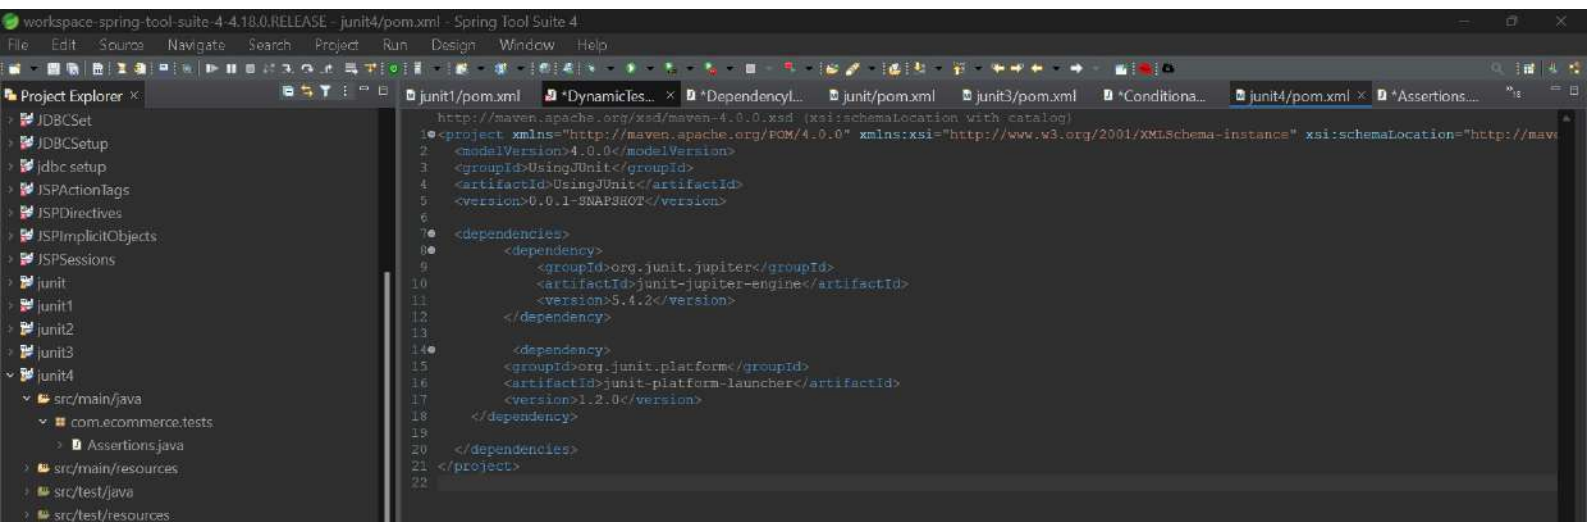 workspace-spring-tool-suite-4-4.18.0.RELEASE - junit4/pom.xml - Spring Tool Suite 4
File Edit Source Navigate Search Project Run Design Window Help
Project Explorer ×
junit1/pom.xml *DynamicTes... × *DependencyI... junit/pom.xml junit3/pom.xml *Conditiona... junit4/pom.xml × *Assertions.... »18
JDBCSet
JDBCSetup
jdbc setup
JSPActionTags
JSPDirectives
JSPImplicitObjects
JSPSessions
junit
junit1
junit2
junit3
junit4
src/main/java
com.ecommerce.tests
Assertions.java
src/main/resources
src/test/java
src/test/resources
http://maven.apache.org/xsd/maven-4.0.0.xsd (xsi:schemaLocation with catalog)
1 <project xmlns="http://maven.apache.org/POM/4.0.0" xmlns:xsi="http://www.w3.org/2001/XMLSchema-instance" xsi:schemaLocation="http://mave
2 <modelVersion>4.0.0</modelVersion>
3 <groupId>UsingJUnit</groupId>
4 <artifactId>UsingJUnit</artifactId>
5 <version>0.0.1-SNAPSHOT</version>
6
7 <dependencies>
8 <dependency>
9 <groupId>org.junit.jupiter</groupId>
10 <artifactId>junit-jupiter-engine</artifactId>
11 <version>5.4.2</version>
12 </dependency>
13
14 <dependency>
15 <groupId>org.junit.platform</groupId>
16 <artifactId>junit-platform-launcher</artifactId>
17 <version>1.2.0</version>
18 </dependency>
19
20 </dependencies>
21 </project>
22